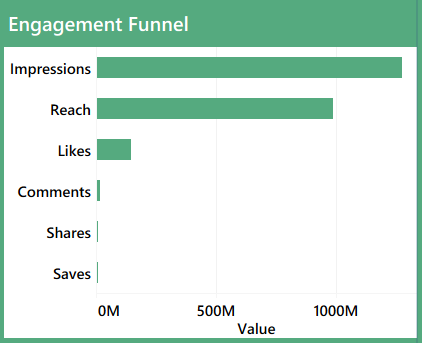 Engagement Funnel
Impressions
Reach
Likes
Comments
Shares
Saves
0M 500M 1000M
Value